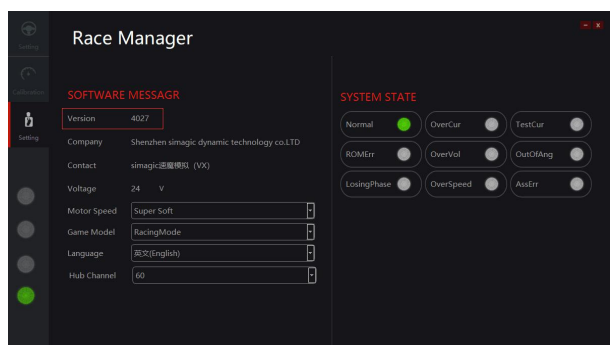 Race Manager
Setting
Calibration
Setting
SOFTWARE MESSAGR
Version 4027
Company Shenzhen simagic dynamic technology co.LTD
Contact simagic速魔模拟 (VX)
Voltage 24 V
Motor Speed Super Soft
Game Model RacingMode
Language 英文(English)
Hub Channel 60
SYSTEM STATE
Normal OverCur TestCur
ROMErr OverVol OutOfAng
LosingPhase OverSpeed AssErr